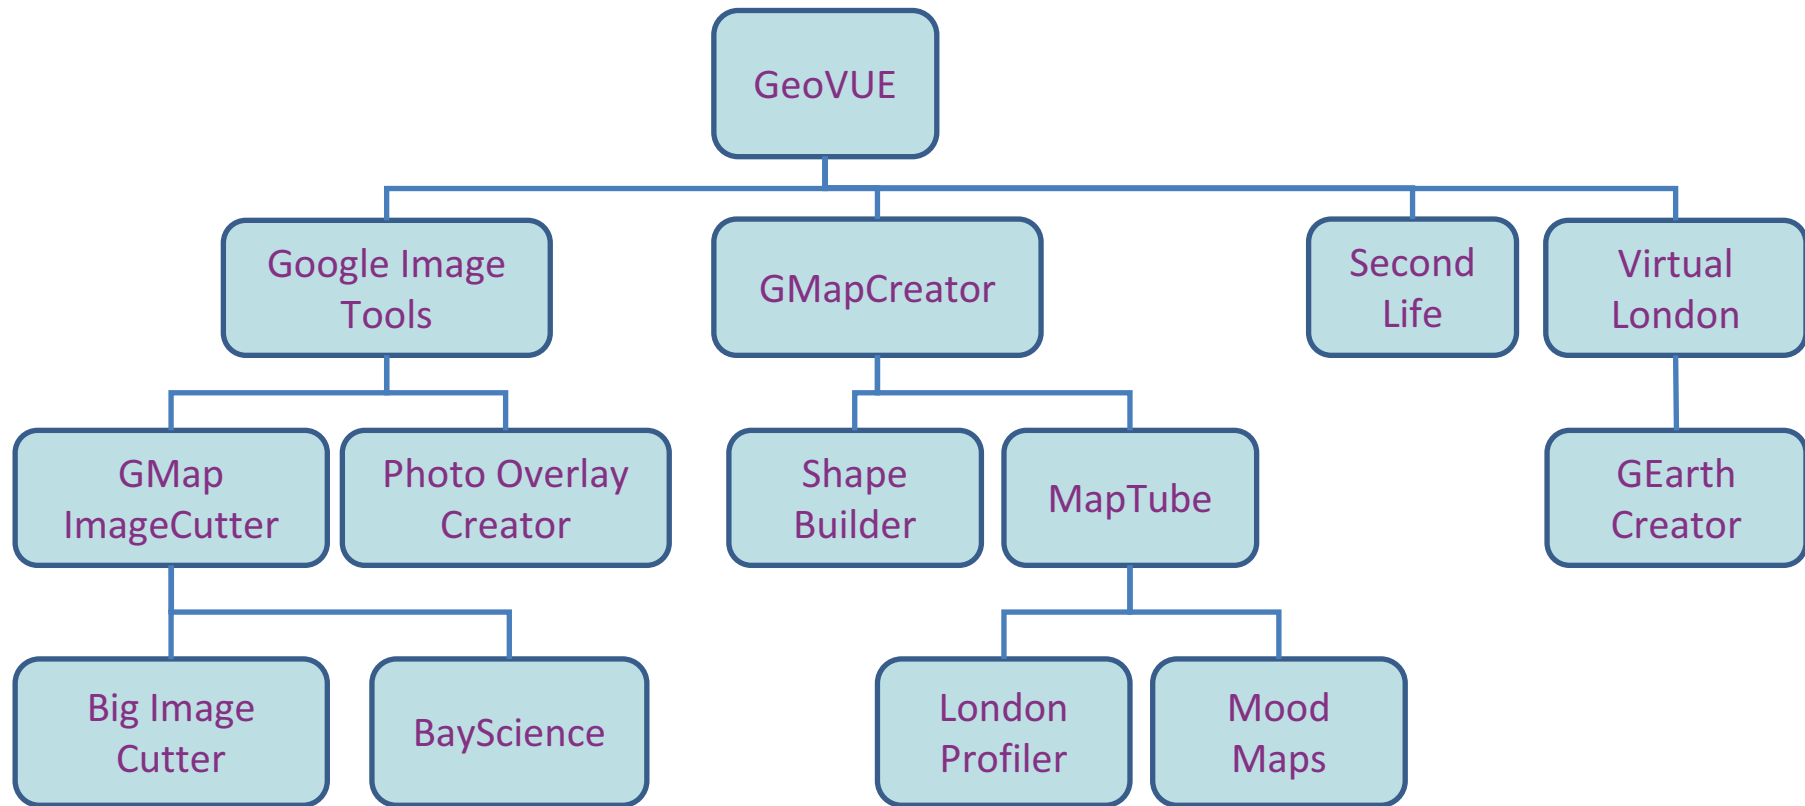 GeoVUE
Google Image
Tools
GMapCreator
Second
Life
Virtual
London
GMap
ImageCutter
Photo Overlay
Creator
Shape
Builder
MapTube
GEarth
Creator
Big Image
Cutter
BayScience
London
Profiler
Mood
Maps